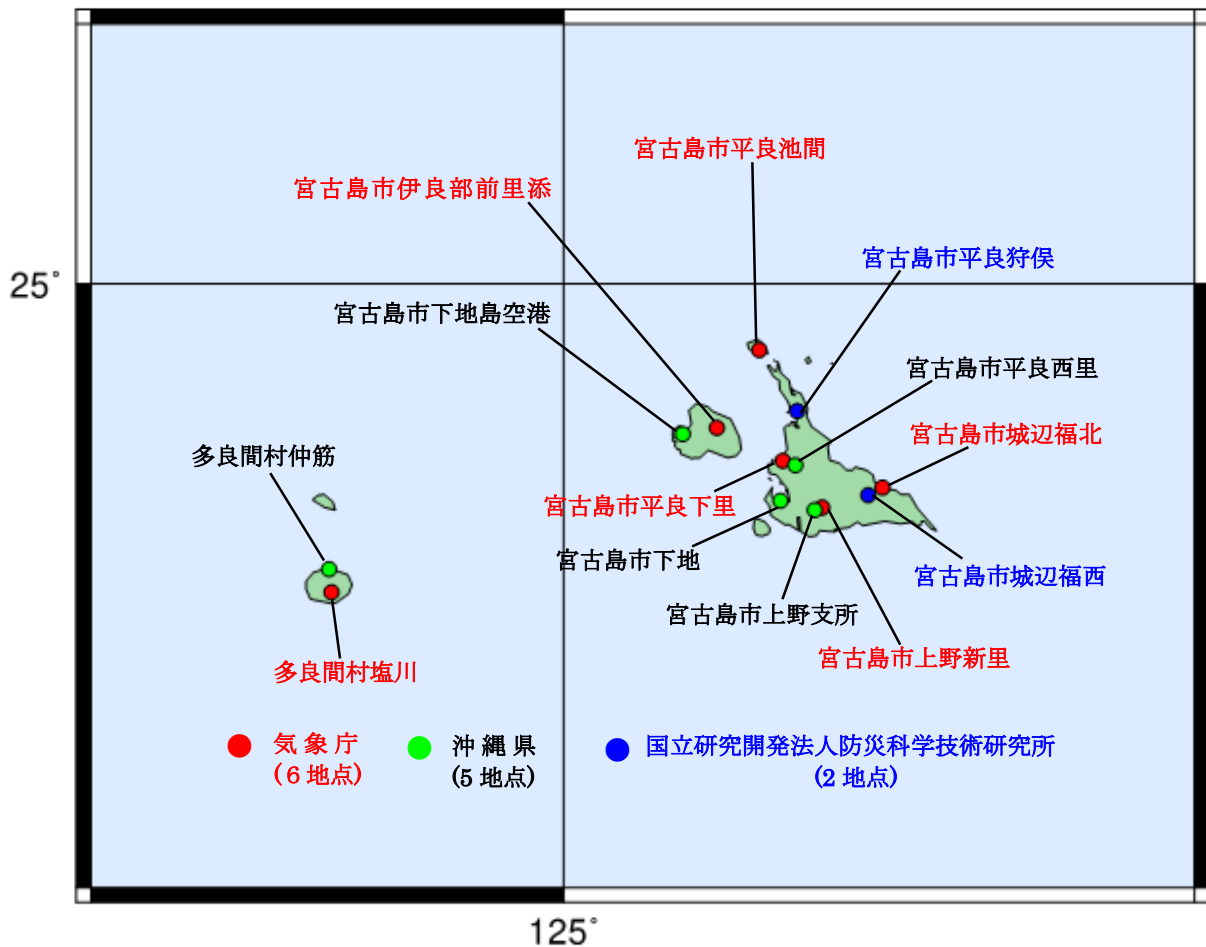 宮古島市平良池間
宮古島市伊良部前里添
宮古島市平良狩俣
25°
宮古島市下地島空港
宮古島市平良西里
宮古島市城辺福北
多良間村仲筋
宮古島市平良下里
宮古島市下地
宮古島市城辺福西
宮古島市上野支所
宮古島市上野新里
多良間村塩川
気象庁
(6地点)
沖縄県
(5地点)
国立研究開発法人防災科学技術研究所
(2地点)
125°